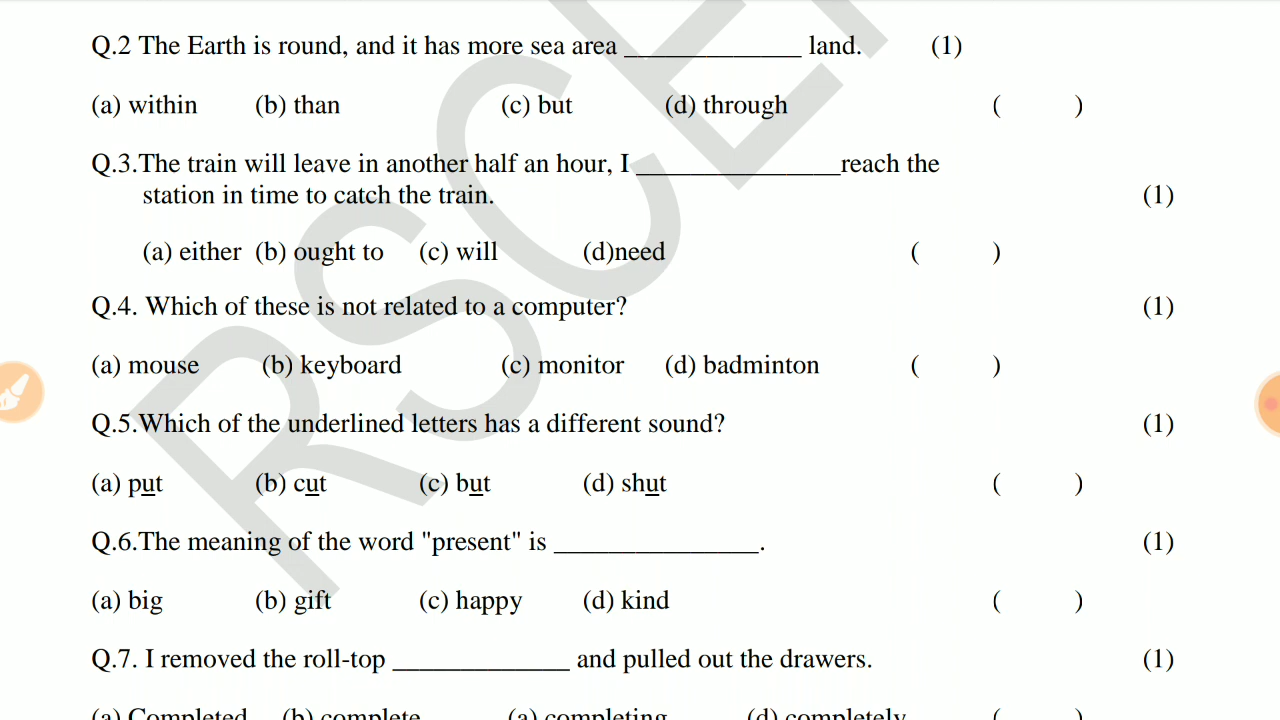 Q.2 The Earth is round, and it has more sea area _____________ land. (1)
(a) within (b) than (c) but (d) through ( )
Q.3.The train will leave in another half an hour, I _______________reach the
station in time to catch the train. (1)
(a) either (b) ought to (c) will (d)need ( )
Q.4. Which of these is not related to a computer? (1)
(a) mouse (b) keyboard (c) monitor (d) badminton ( )
Q.5.Which of the underlined letters has a different sound? (1)
(a) put (b) cut (c) but (d) shut ( )
Q.6.The meaning of the word "present" is _______________. (1)
(a) big (b) gift (c) happy (d) kind ( )
Q.7. I removed the roll-top _____________ and pulled out the drawers. (1)
(a) Completed (b) complete (a) completing (d) completely ( )
RSCE